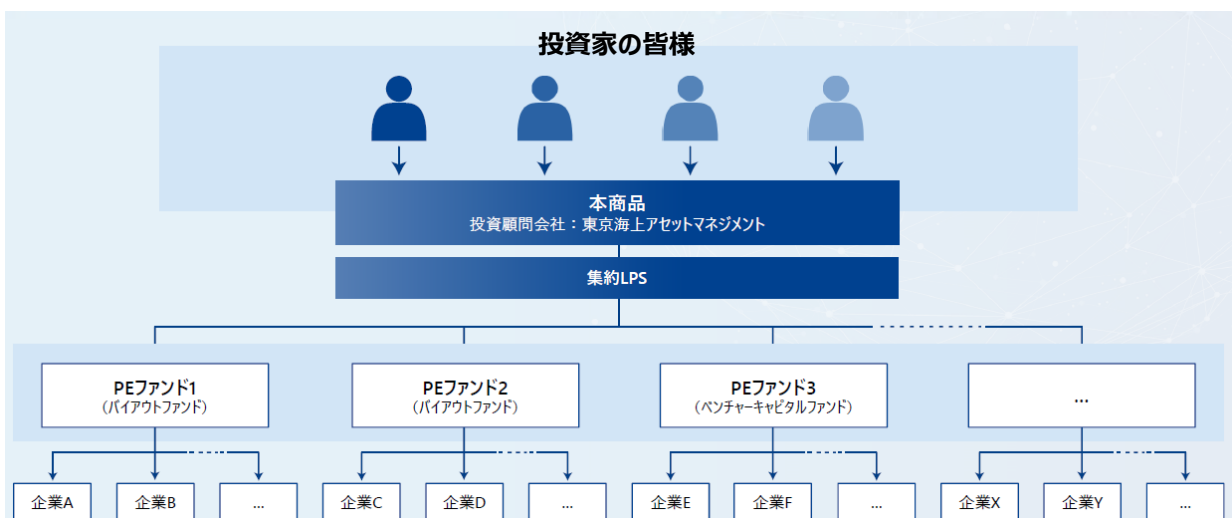 投資家の皆様
本商品
投資顧問会社：東京海上アセットマネジメント
集約LPS
PEファンド1
（バイアウトファンド）
PEファンド2
（バイアウトファンド）
PEファンド3
（ベンチャーキャピタルファンド）
...
企業A
企業B
...
企業C
企業D
...
企業E
企業F
...
企業X
企業Y
...